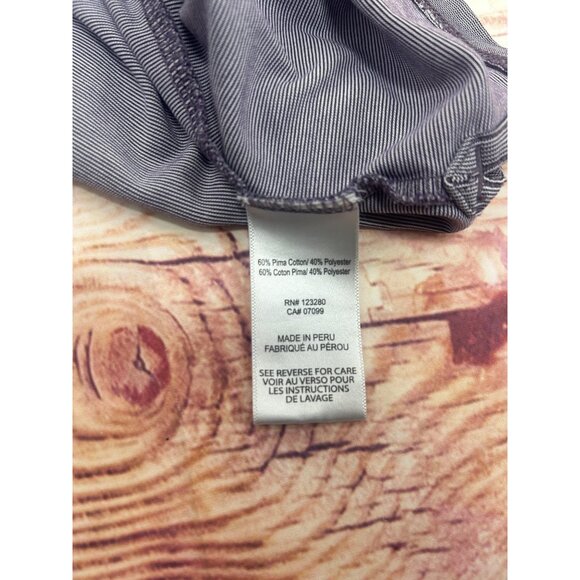 60% Pima Cotton/ 40% Polyester
60% Coton Pima/ 40% Polyester
RN# 123280
CA# 07099
MADE IN PERU
FABRIQUÉ AU PÉROU
SEE REVERSE FOR CARE
VOIR AU VERSO POUR
LES INSTRUCTIONS
DE LAVAGE